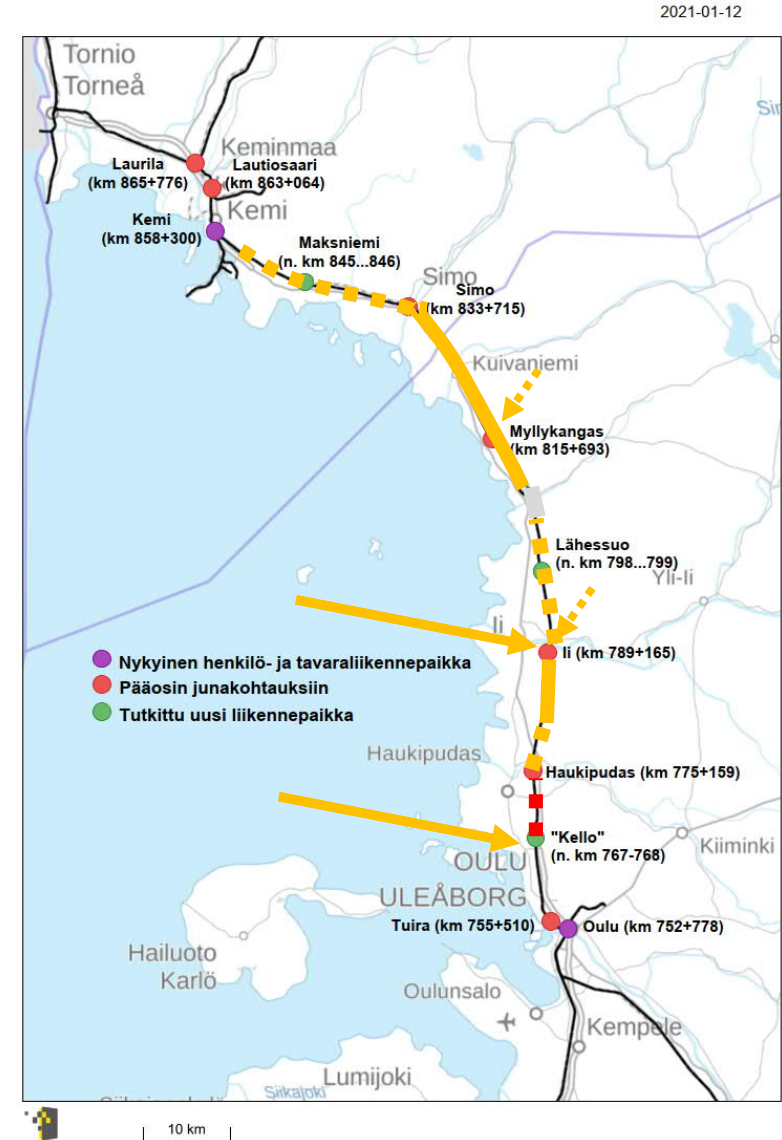 2021-01-12
Tornio
Torneå
Keminmaa
Laurila
(km 865+776)
Lautiosaari
(km 863+064)
Kemi
Kemi
(km 858+300)
Maksniemi
(n. km 845...846)
Simo
Simo
(km 833+715)
Kuivaniemi
Myllykangas
(km 815+693)
Lähessuo
(n. km 798...799)
Yli-Ii
Ii
Ii (km 789+165)
Nykyinen henkilö- ja tavaraliikennepaikka
Pääosin junakohtauksiin
Tutkittu uusi liikennepaikka
Haukipudas
Haukipudas (km 775+159)
"Kello"
(n. km 767-768)
Kiiminki
OULU
ULEÅBORG
Tuira (km 755+510)
Oulu (km 752+778)
Hailuoto
Karlö
Oulunsalo
Kempele
Lumijoki
Siikajoki
10 km